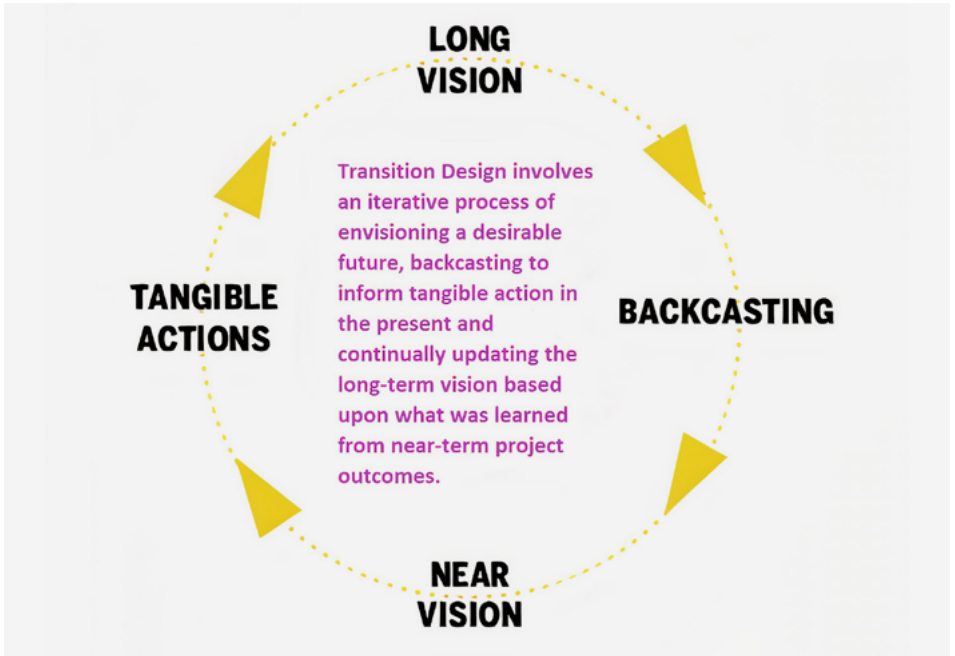 LONG
VISION
Transition Design involves
an iterative process of
envisioning a desirable
future, backcasting to
inform tangible action in
the present and
continually updating the
long-term vision based
upon what was learned
from near-term project
outcomes.
TANGIBLE
ACTIONS
BACKCASTING
NEAR
VISION